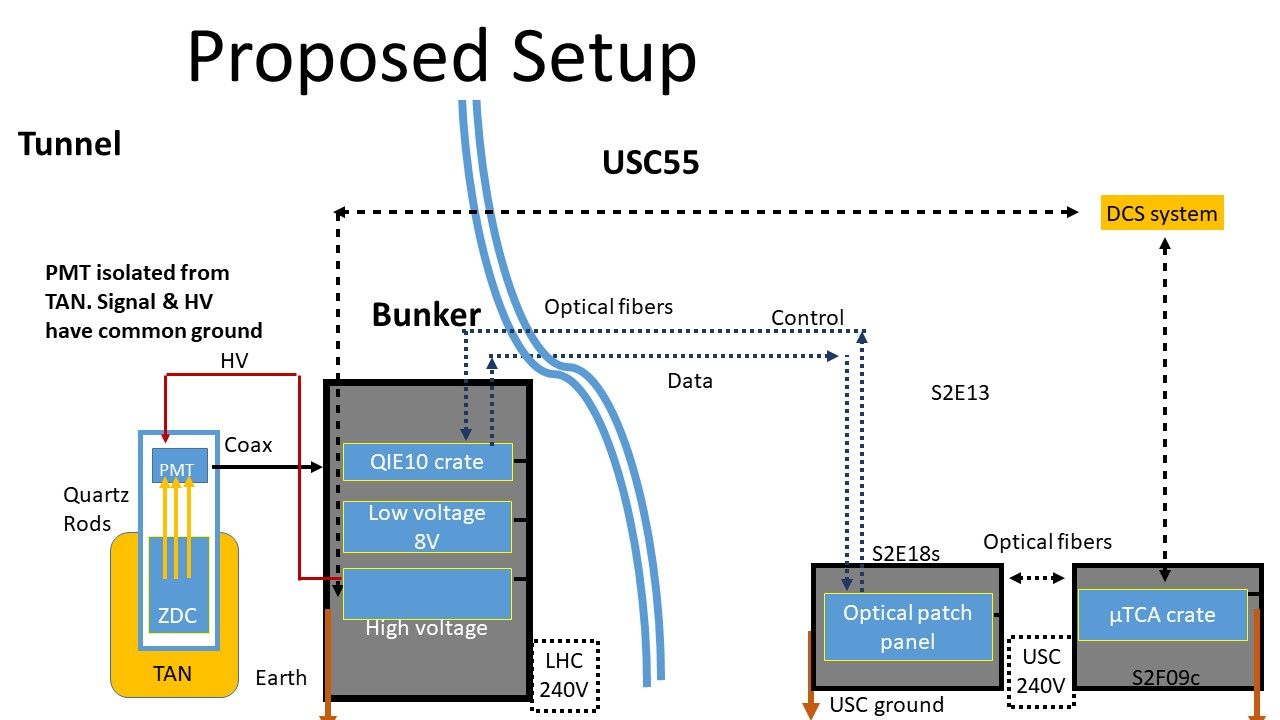 Proposed Setup
Tunnel
USC55
DCS system
PMT isolated from
TAN. Signal & HV
have common ground
Bunker
Optical fibers
Control
HV
Data
S2E13
Coax
PMT
QIE10 crate
Quartz
Rods
Low voltage
8V
Optical fibers
S2E18s
ZDC
High voltage
Optical patch
panel
µTCA crate
TAN
Earth
LHC
240V
USC
240V
S2F09c
USC ground